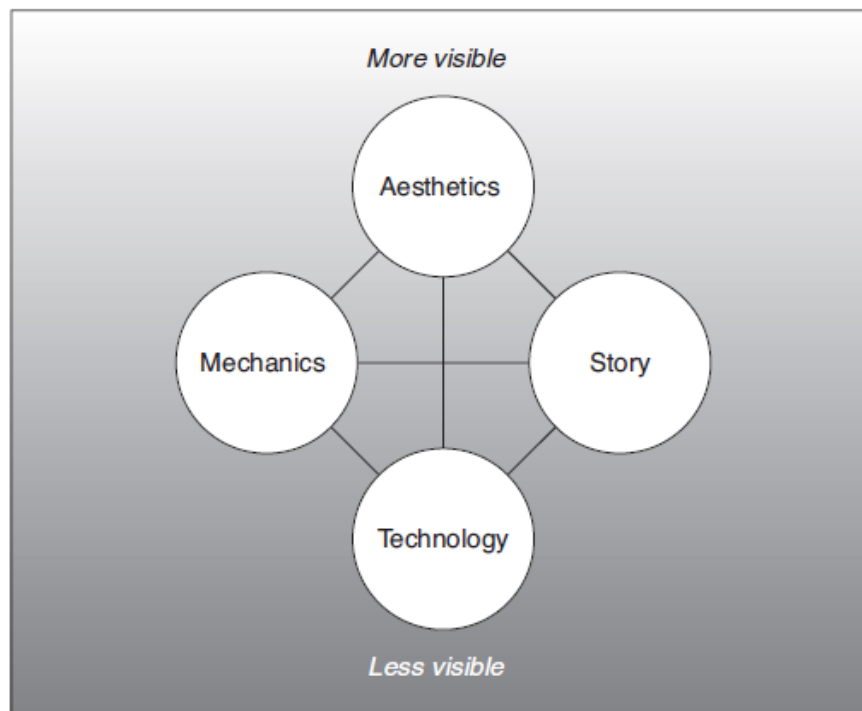 More visible
Aesthetics
Mechanics
Story
Technology
Less visible